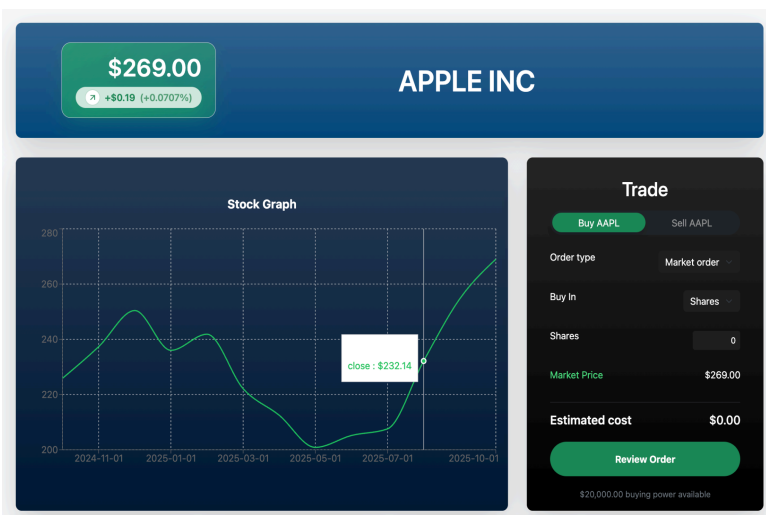 $269.00
+$0.19 (+0.0707%)
APPLE INC
Stock Graph
280
260
240
220
200
close : $232.14
2024-11-01
2025-01-01
2025-03-01
2025-05-01
2025-07-01
2025-10-01
Trade
Buy AAPL
Sell AAPL
Order type
Market order
Buy In
Shares
Shares
0
Market Price
$269.00
Estimated cost
$0.00
Review Order
$20,000.00 buying power available